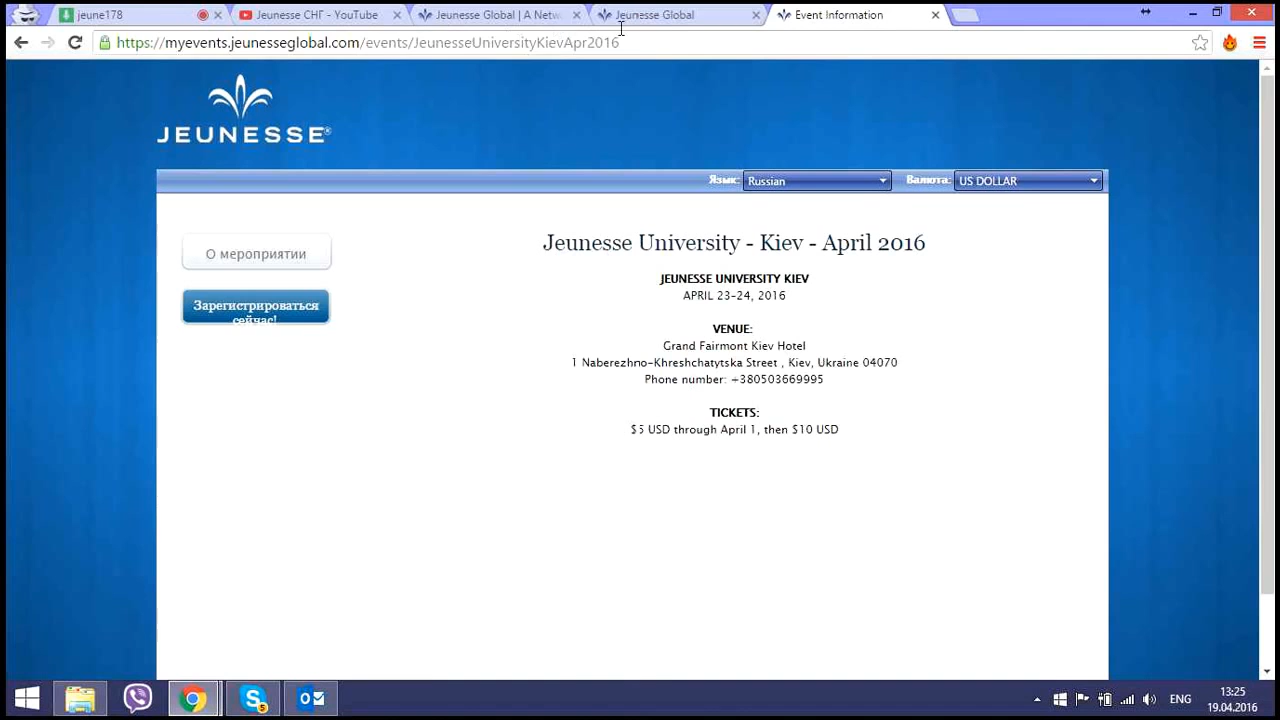 jeune178
Jeunesse СНГ - YouTube
Jeunesse Global | A Netw
Jeunesse Global
Event Information
https://myevents.jeunesseglobal.com/events/JeunesseUniversityKievApr2016
JEUNESSE®
Язык: Russian
Валюта: US DOLLAR
О мероприятии
Зарегистрироваться
сейчас!
Jeunesse University - Kiev - April 2016
JEUNESSE UNIVERSITY KIEV
APRIL 23-24, 2016
VENUE:
Grand Fairmont Kiev Hotel
1 Naberezhno-Khreshchatytska Street , Kiev, Ukraine 04070
Phone number: +380503669995
TICKETS:
$5 USD through April 1, then $10 USD
5
ENG
13:25
19.04.2016